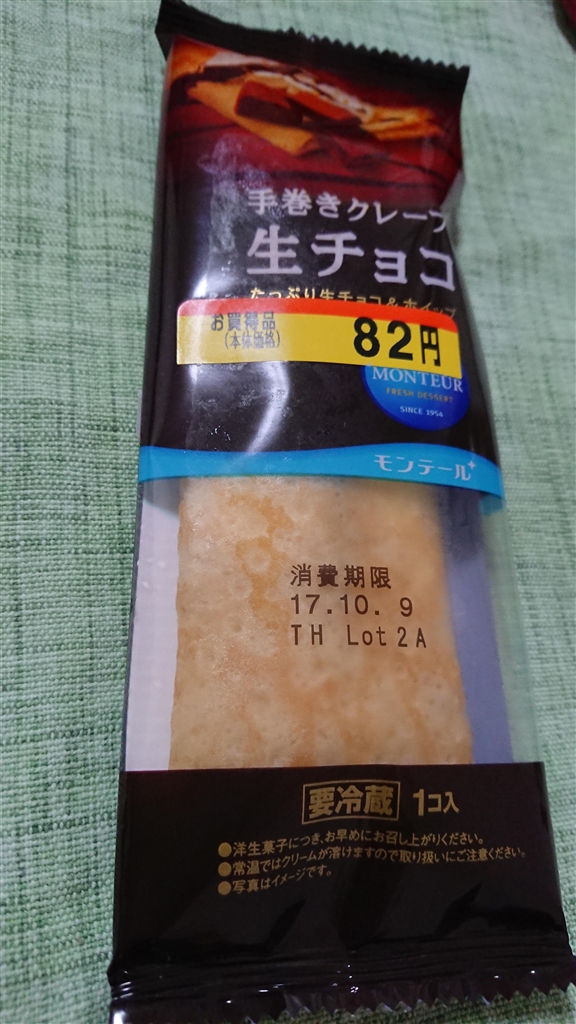 手巻きクレープ
生チョコ
たっぷり生チョコ&ホイップ
お買得品
(本体価格)
82円
MONTEUR
FRESH DESSERT
SINCE 1954
モンテール
消費期限
17.10. 9
TH Lot 2A
要冷蔵 1コ入
●洋生菓子につき、お早めにお召し上がりください。
●常温ではクリームが溶けますので取り扱いにご注意ください。
●写真はイメージです。